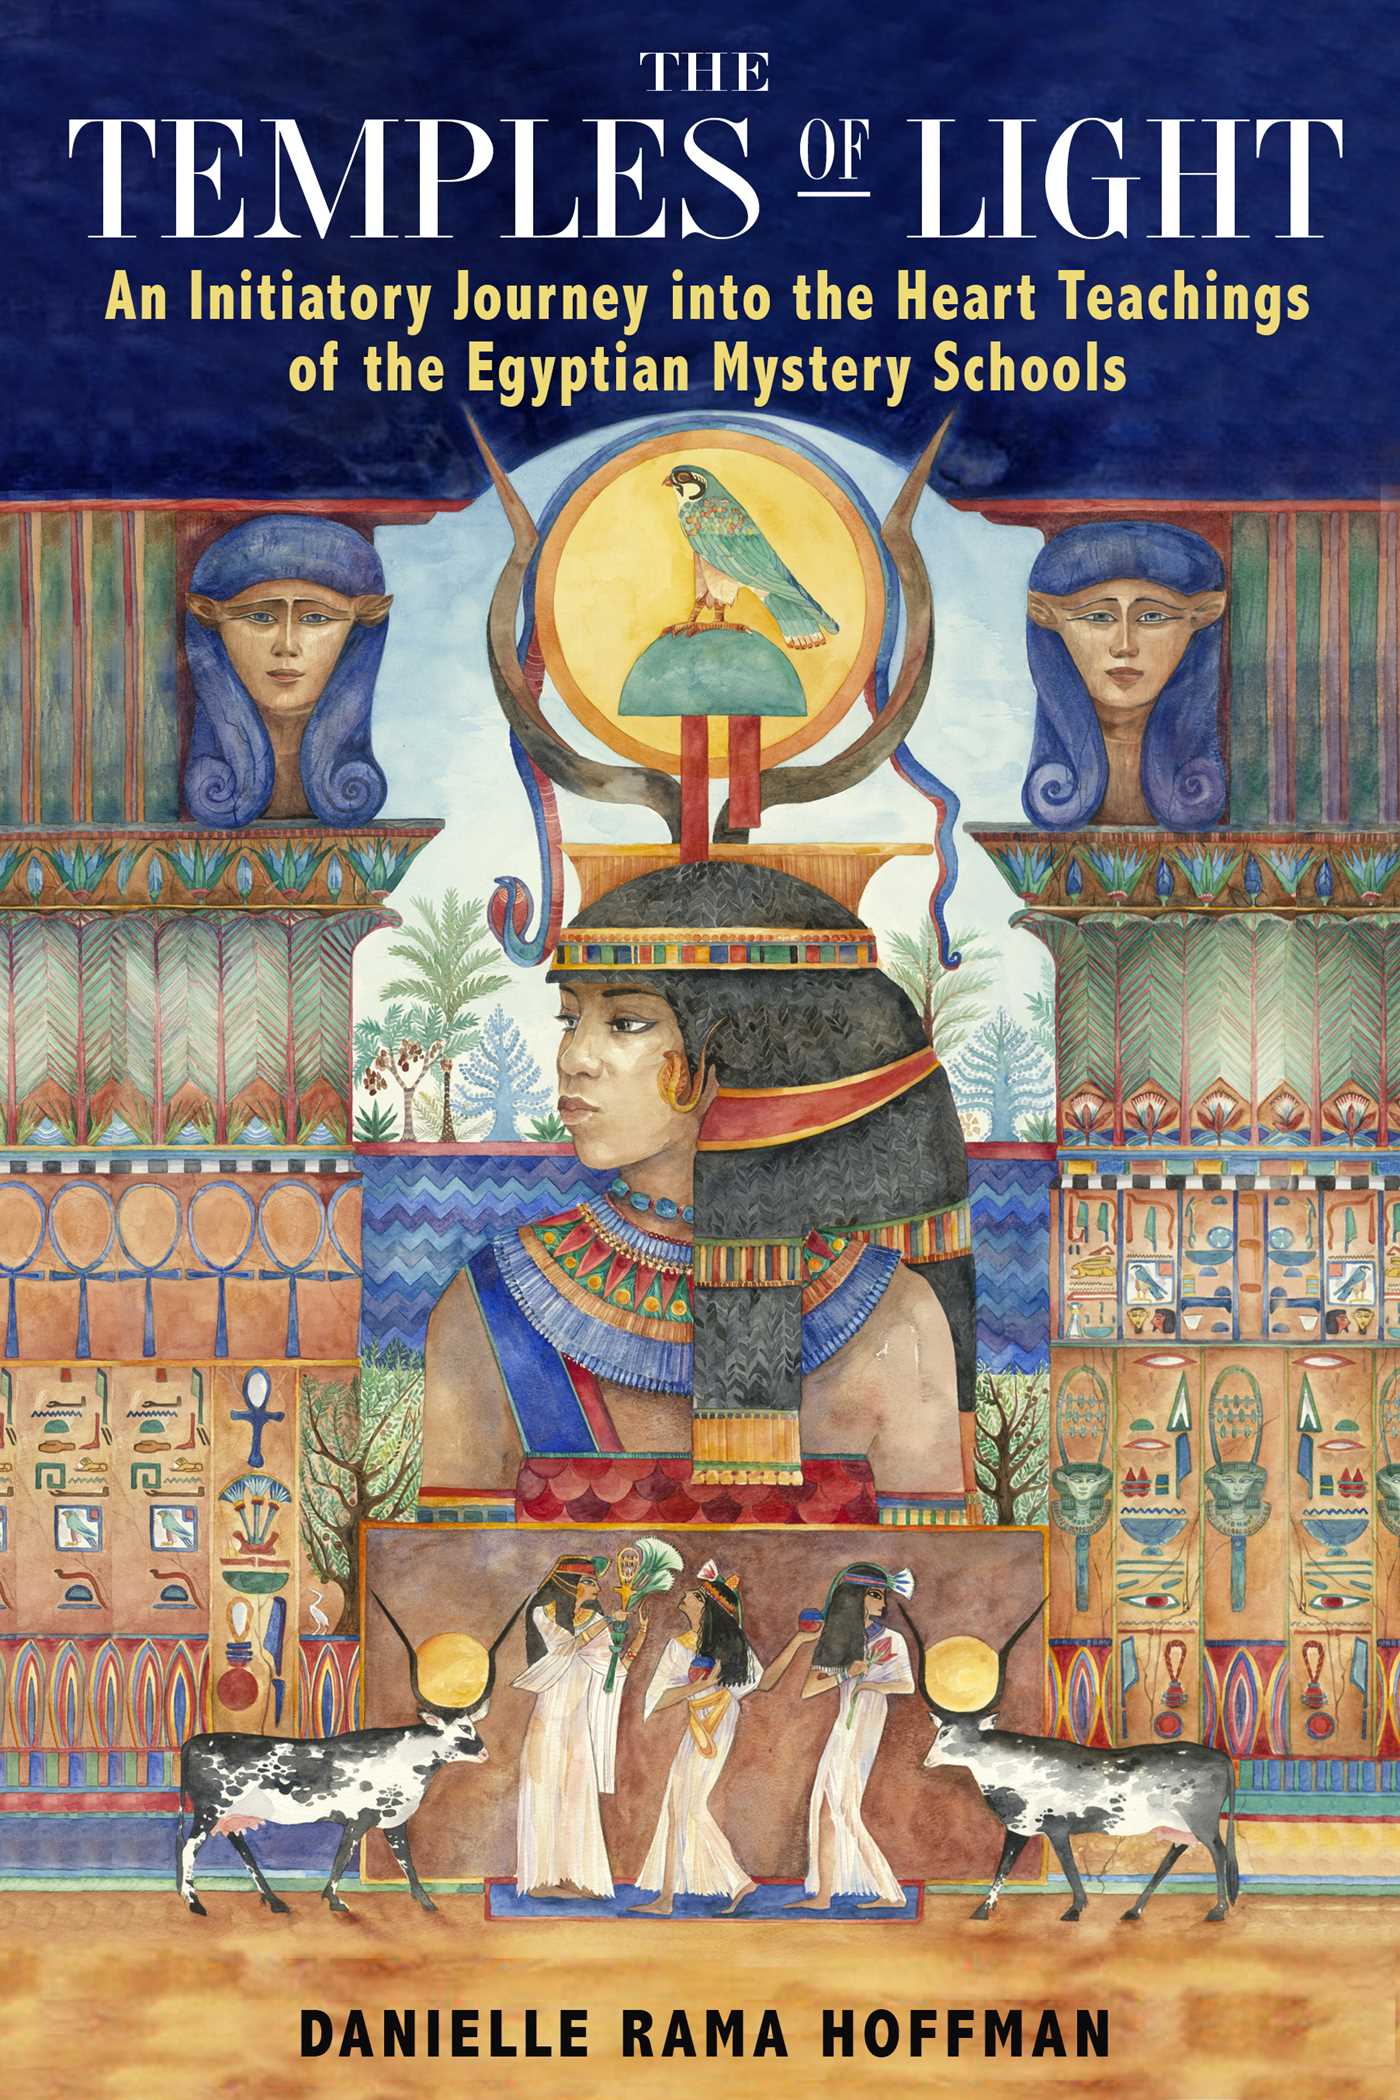 THE
TEMPLES OF LIGHT
An Initiatory Journey into the Heart Teachings
of the Egyptian Mystery Schools
DANIELLE RAMA HOFFMAN